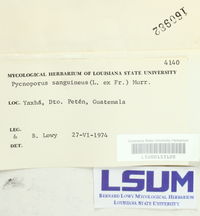 4140
MYCOLOGICAL HERBARIUM OF LOUISIANA STATE UNIVERSITY
Pycnoporus sanguineus (L. ex Fr.) Murr.
LOC. Yaxhá, Dto. Petén, Guatemala
LEG.
&
DET.
B. Lowy 27-VI-1974
LSUM
BERNARD LOWY MYCOLOGICAL HERBARIUM
LOUISIANA STATE UNIVERSITY